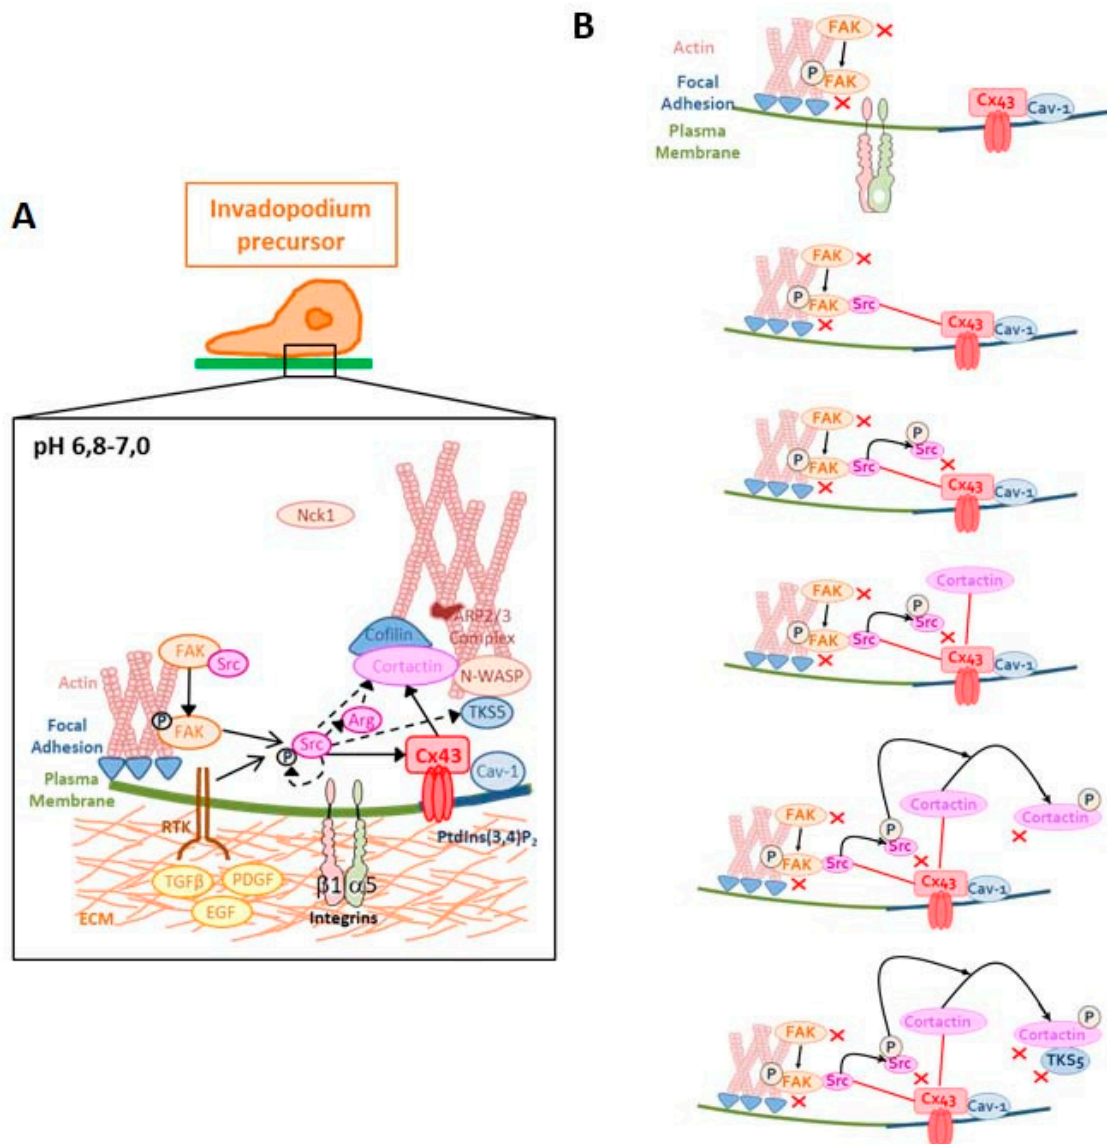 A
Invadopodium
precursor
pH 6,8-7,0
Nck1
ARP2/3
Complex
Cofilin
Cortactin
N-WASP
FAK
Src
Actin
TKS5
Arg
P
FAK
Focal
Adhesion
Src
P
Cx43
Cav-1
Plasma
Membrane
RTK
PtdIns(3,4)P2
TGFβ
PDGF
β1
α5
EGF
ECM
Integrins
B
FAK
Actin
P
FAK
Focal
Adhesion
Cx43
Cav-1
Plasma
Membrane
FAK
P
FAK
Src
Cx43
Cav-1
FAK
P
Src
P
FAK
Src
Cx43
Cav-1
Cortactin
FAK
P
Src
P
FAK
Src
Cx43
Cav-1
Cortactin
P
Cortactin
FAK
P
Src
P
FAK
Src
Cx43
Cav-1
Cortactin
P
Cortactin
TKS5
FAK
P
Src
P
FAK
Src
Cx43
Cav-1